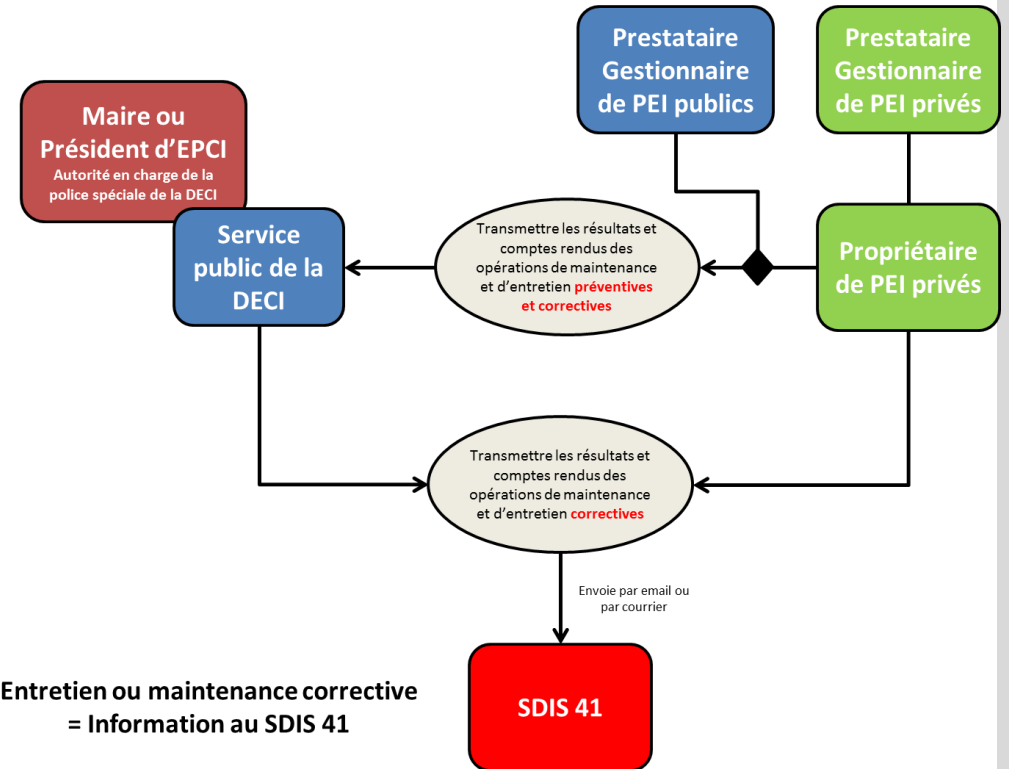 Prestataire
Gestionnaire
de PEI publics
Prestataire
Gestionnaire
de PEI privés
Maire ou
Président d’EPCI
Autorité en charge de la
police spéciale de la DECI
Service
public de la
DECI
Transmettre les résultats et
comptes rendus des
opérations de maintenance
et d’entretien préventives
et correctives
Propriétaire
de PEI privés
Transmettre les résultats et
comptes rendus des
opérations de maintenance
et d’entretien correctives
Envoie par email ou
par courrier
SDIS 41
Entretien ou maintenance corrective
= Information au SDIS 41